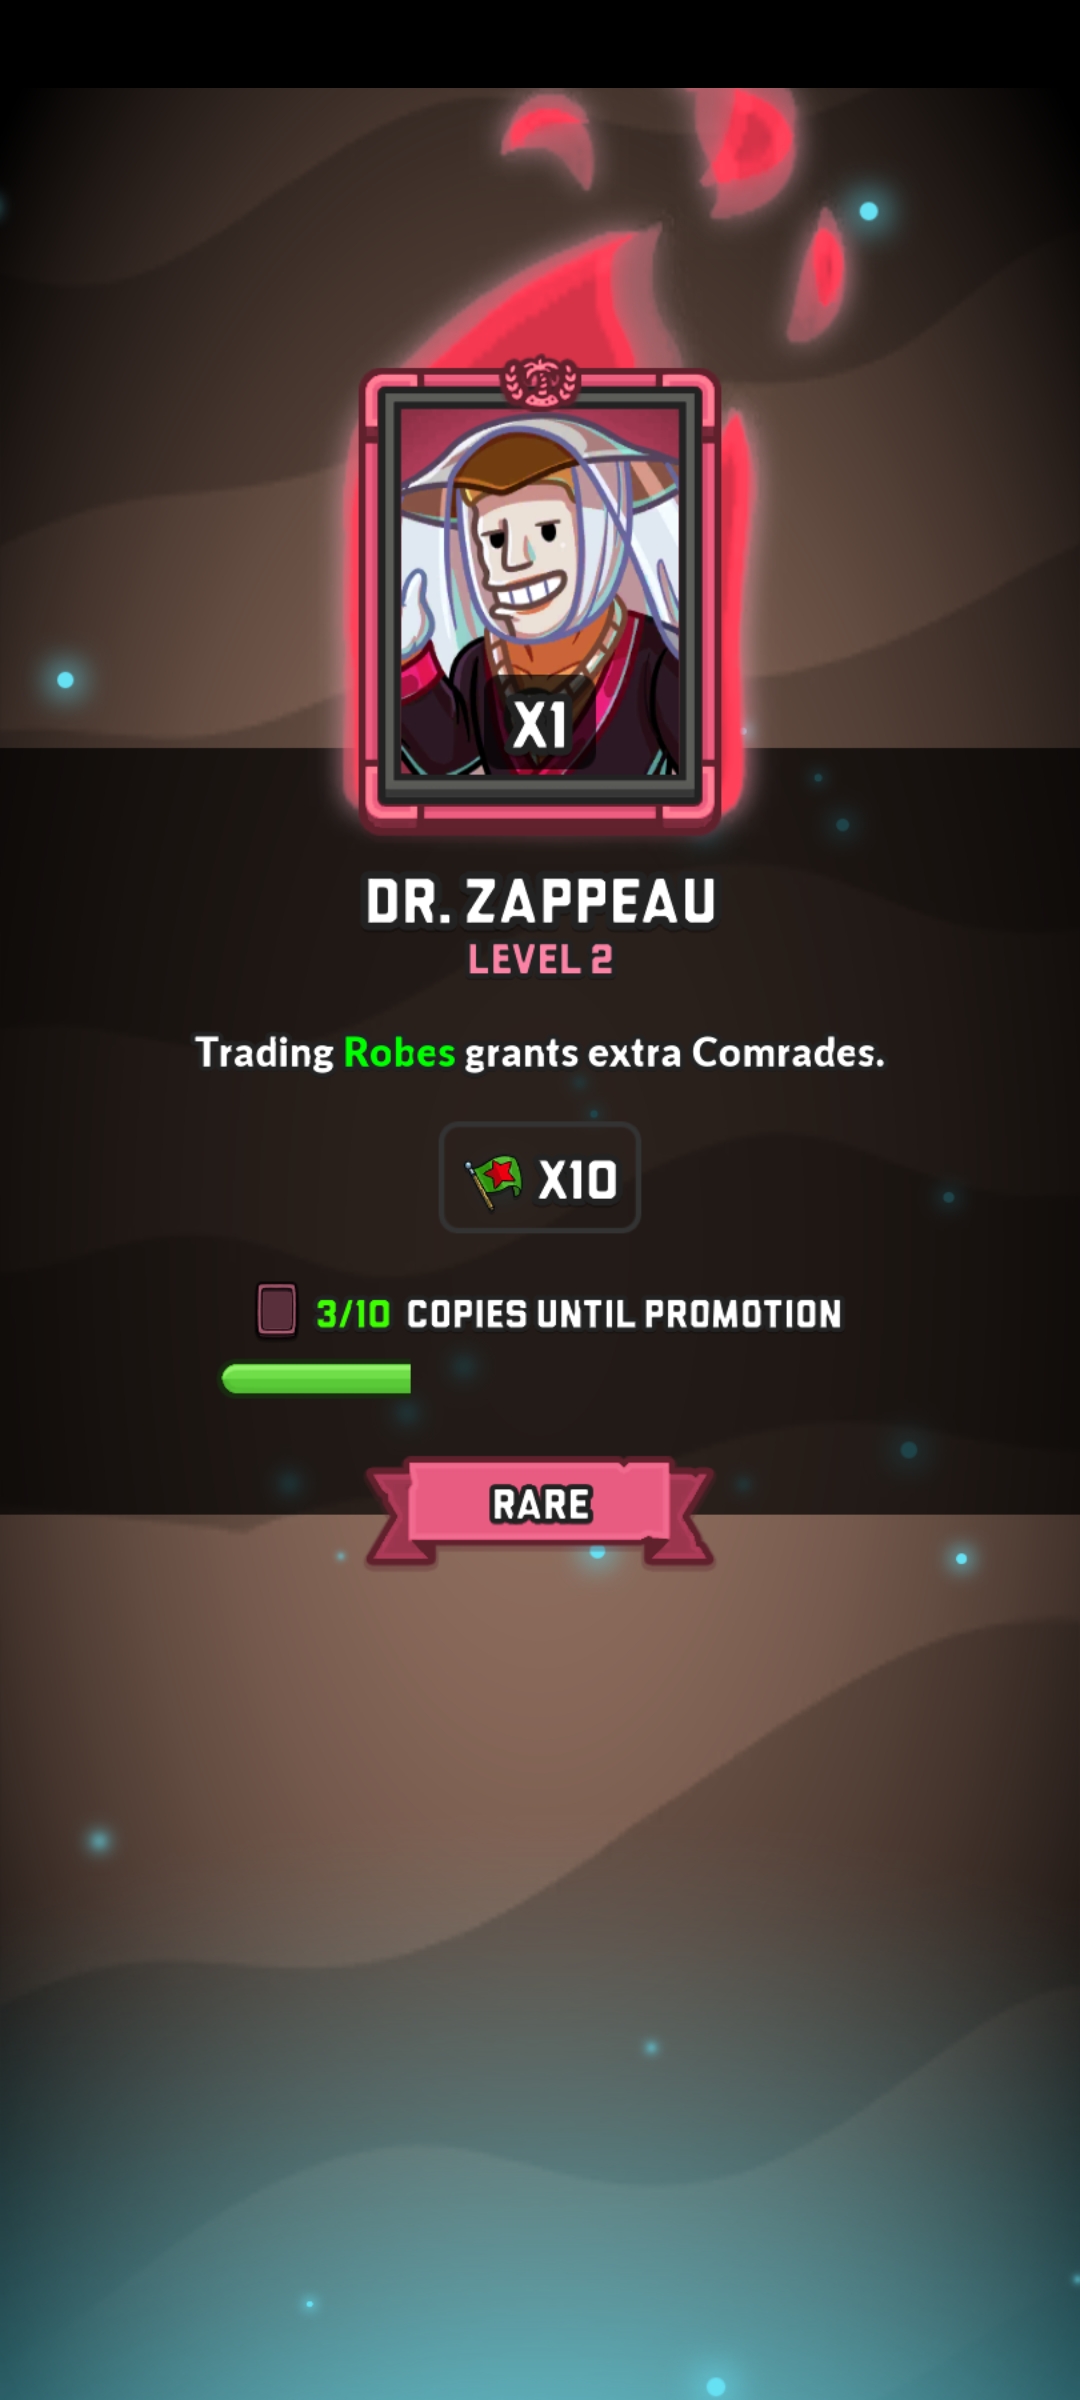 X1
DR. ZAPPEAU
LEVEL 2
Trading Robes grants extra Comrades.
X10
3/10 COPIES UNTIL PROMOTION
RARE